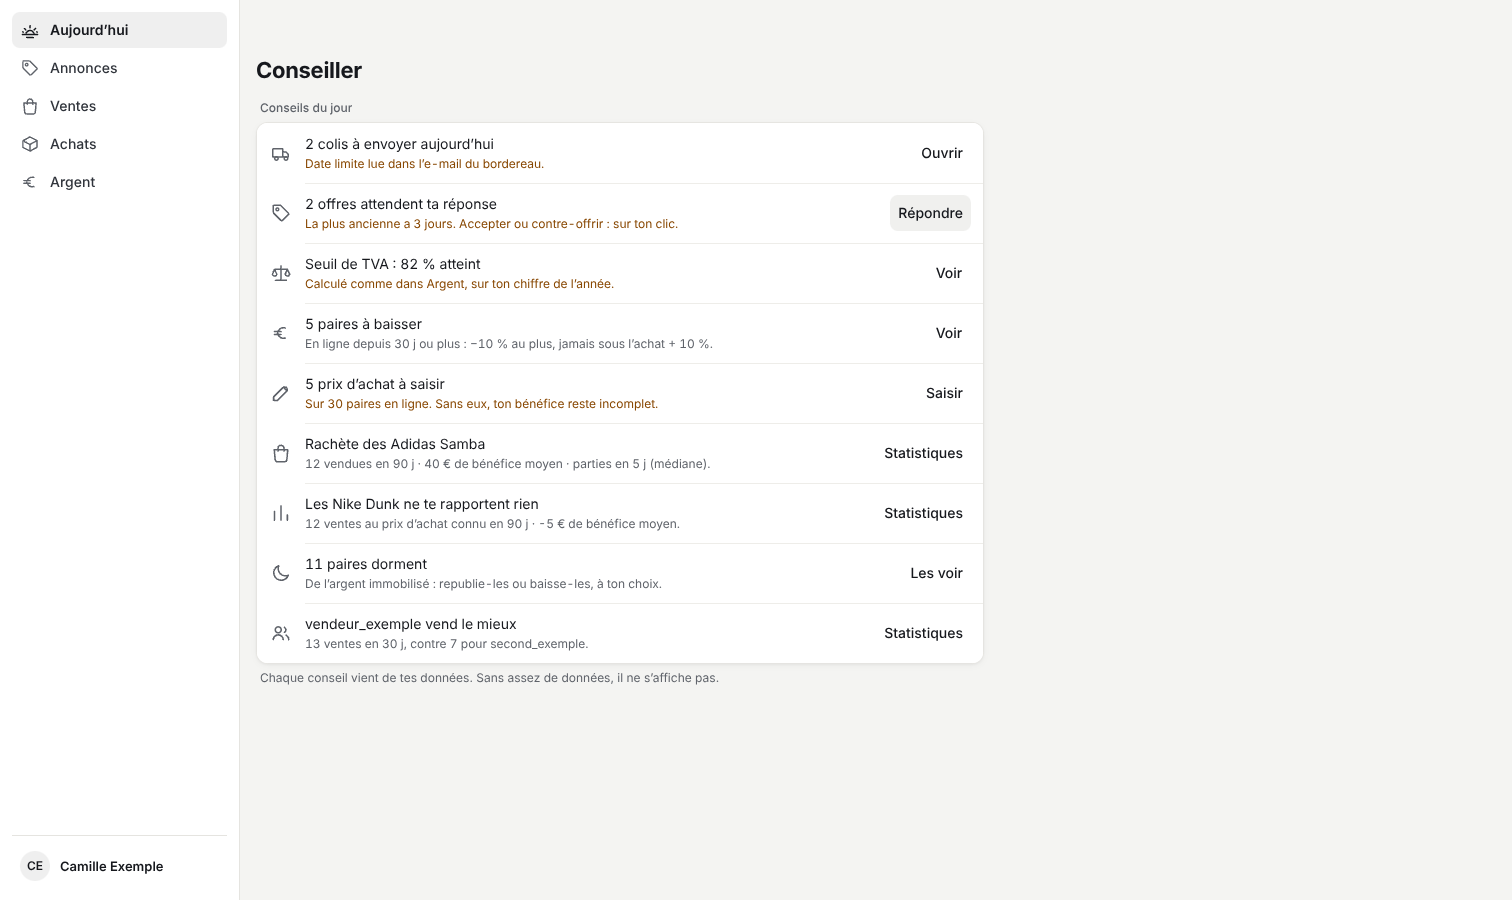 Aujourd’hui
Annonces
Ventes
Achats
Argent
CE
Camille Exemple
Conseiller
Conseils du jour
2 colis à envoyer aujourd’hui
Date limite lue dans l’e-mail du bordereau.
Ouvrir
2 offres attendent ta réponse
La plus ancienne a 3 jours. Accepter ou contre-offrir : sur ton clic.
Répondre
Seuil de TVA : 82 % atteint
Calculé comme dans Argent, sur ton chiffre de l’année.
Voir
5 paires à baisser
En ligne depuis 30 j ou plus : −10 % au plus, jamais sous l’achat + 10 %.
Voir
5 prix d’achat à saisir
Sur 30 paires en ligne. Sans eux, ton bénéfice reste incomplet.
Saisir
Rachète des Adidas Samba
12 vendues en 90 j · 40 € de bénéfice moyen · parties en 5 j (médiane).
Statistiques
Les Nike Dunk ne te rapportent rien
12 ventes au prix d’achat connu en 90 j · -5 € de bénéfice moyen.
Statistiques
11 paires dorment
De l’argent immobilisé : republie-les ou baisse-les, à ton choix.
Les voir
vendeur_exemple vend le mieux
13 ventes en 30 j, contre 7 pour second_exemple.
Statistiques
Chaque conseil vient de tes données. Sans assez de données, il ne s’affiche pas.